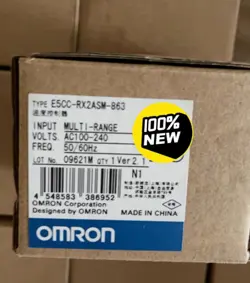 TYPE E5CC-RX2ASM-863
温度控制器
INPUT MULTI-RANGE
VOLTS. AC100-240
FREQ. 50/60Hz
LOT No. 09621M QTY 1 Ver2.1
100%
NEW
N1
4 548583 386952
OMRON Corporation
Designed by OMRON
MADE IN CHINA
OMRON